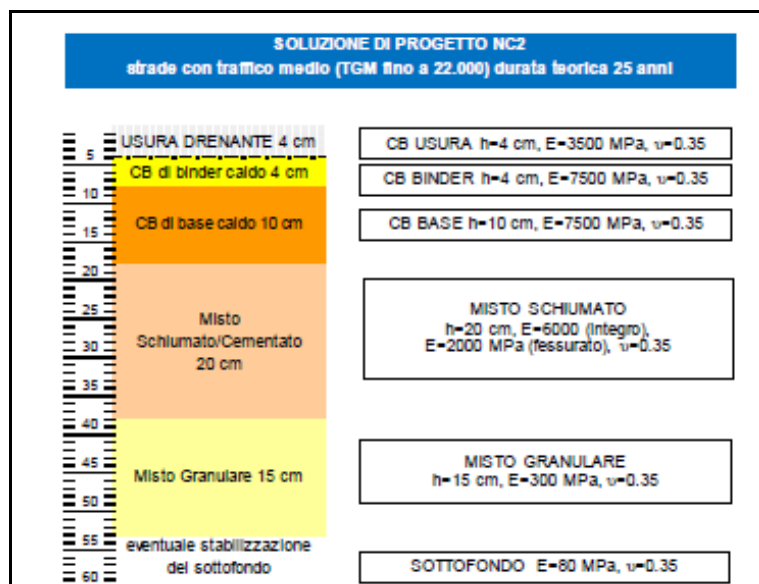 SOLUZIONE DI PROGETTO NC2
strade con traffico medio (TGM fino a 22.000) durata teorica 25 anni
5
10
15
20
25
30
35
40
45
50
55
60
USURA DRENANTE 4 cm
CB di binder caldo 4 cm
CB di base caldo 10 cm
Misto
Schiumato/Cementato
20 cm
Misto Granulare 15 cm
eventuale stabilizzazione
del sottofondo
CB USURA h=4 cm, E=3500 MPa, υ=0.35
CB BINDER h=4 cm, E=7500 MPa, υ=0.35
CB BASE h=10 cm, E=7500 MPa, υ=0.35
MISTO SCHIUMATO
h=20 cm, E=6000 (integro),
E=2000 MPa (fessurato), υ=0.35
MISTO GRANULARE
h=15 cm, E=300 MPa, υ=0.35
SOTTOFONDO E=80 MPa, υ=0.35